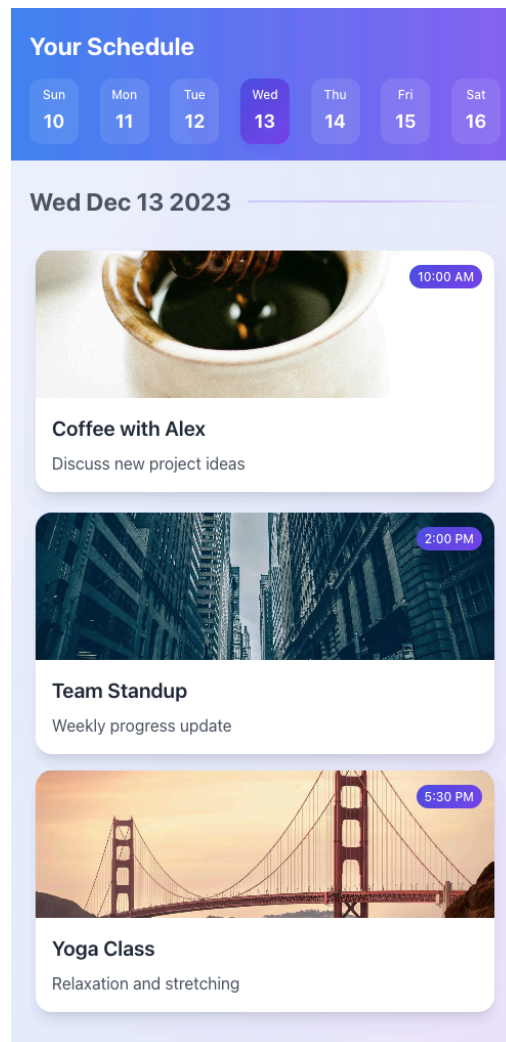 Your Schedule
Sun Mon Tue Wed Thu Fri Sat
10 11 12 13 14 15 16
Wed Dec 13 2023
10:00 AM
Coffee with Alex
Discuss new project ideas
2:00 PM
Team Standup
Weekly progress update
5:30 PM
Yoga Class
Relaxation and stretching